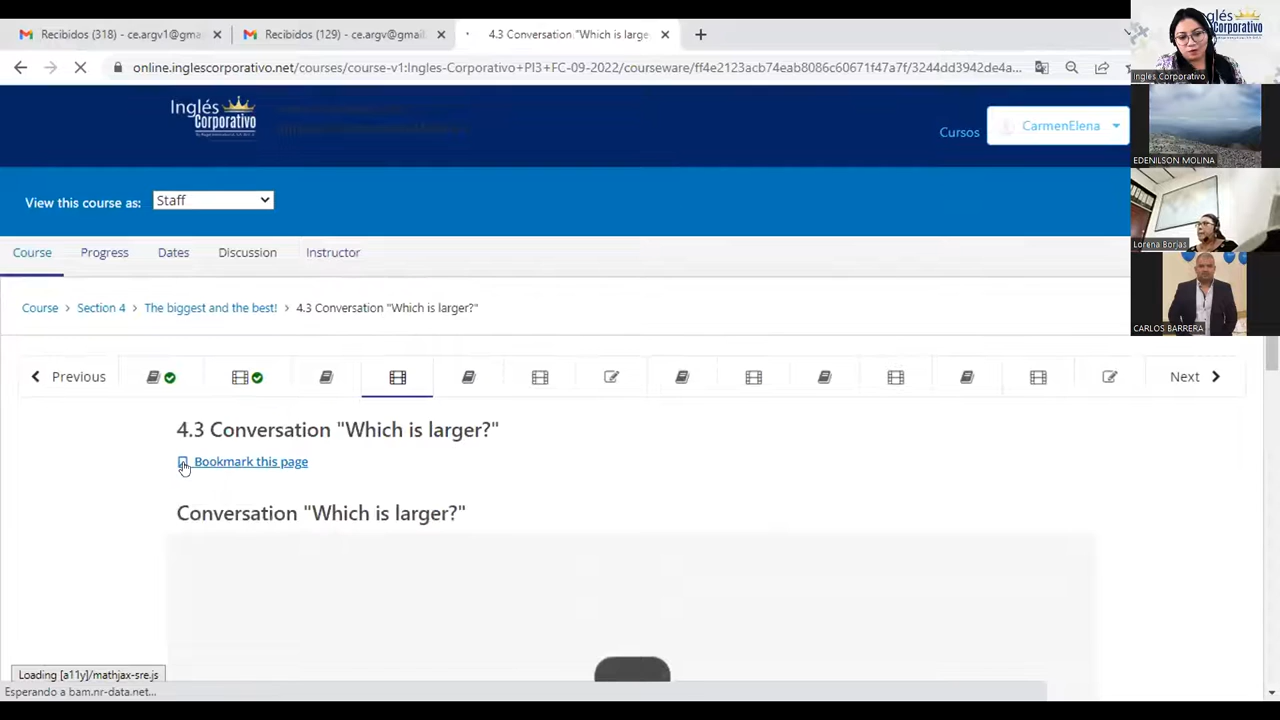 Recibidos (318) - ce.argv1@gma
Recibidos (129) - ce.argv@gmail.
4.3 Conversation "Which is large
online.inglescorporativo.net/courses/course-v1:Ingles-Co
+PI3+FC-09-2022/courseware/ff4e2123acb74eab8086c60671f47a7f/3244dd3942de4a...
Inglés
Corporativo
Cursos
CarmenElena
View this course as:
Staff
Course
Progress
Dates
Discussion
Instructor
Course > Section 4 > The biggest and the best! > 4.3 Conversation "Which is larger?"
Previous
Next
4.3 Conversation "Which is larger?"
Bookmark this page
Conversation "Which is larger?"
Loading [a11y]/mathjax-sre.js
Esperando a bam.nr-data.net...
glés
Corporativo
Ingles Corporativo
EDENILSON MOLINA
Lorena Borjas
CARLOS BARRERA